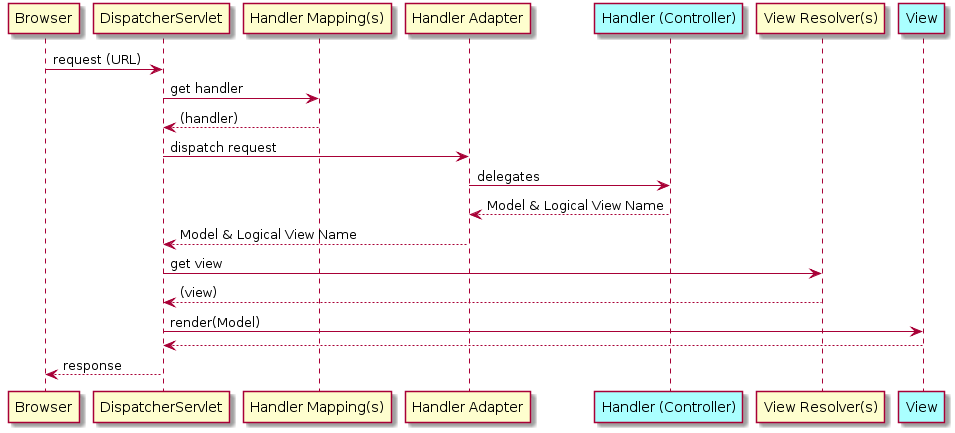 Browser DispatcherServlet Handler Mapping(s) Handler Adapter Handler (Controller) View Resolver(s) View
request (URL)
get handler
(handler)
dispatch request
delegates
Model & Logical View Name
Model & Logical View Name
get view
(view)
render(Model)
response
Browser DispatcherServlet Handler Mapping(s) Handler Adapter Handler (Controller) View Resolver(s) View